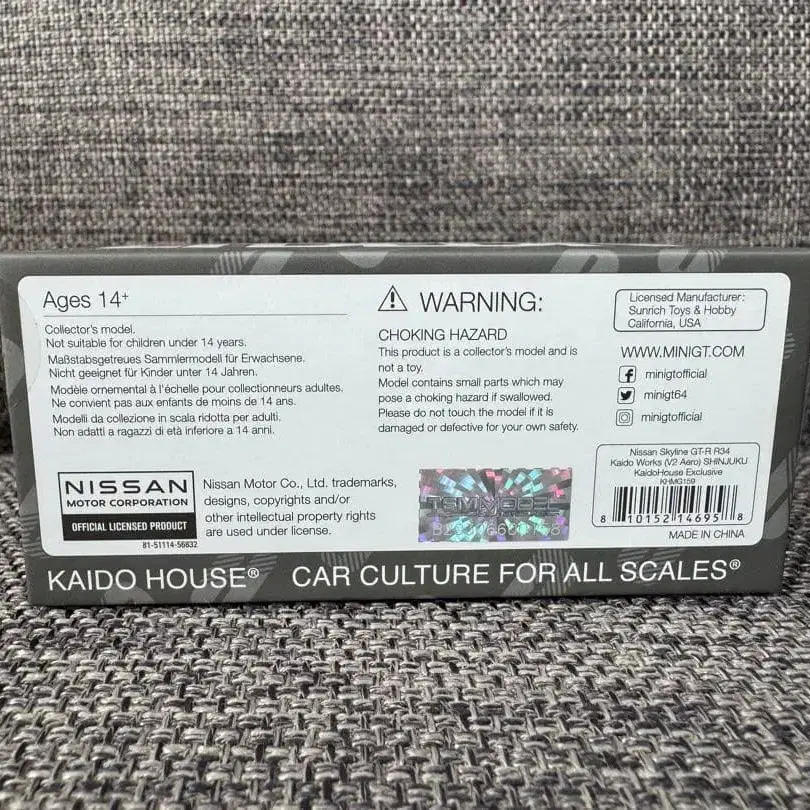 Ages 14+
Collector's model.
Not suitable for children under 14 years.
Maßstabsgetreues Sammlermodell für Erwachsene.
Nicht geeignet für Kinder unter 14 Jahren.
Modèle ornemental à l'échelle pour collectionneurs adultes.
Ne convient pas aux enfants de moins de 14 ans.
Modelli da collezione in scala ridotta per adulti.
Non adatti a ragazzi di età inferiore a 14 anni.
WARNING:
CHOKING HAZARD
This product is a collector's model and is
not a toy.
Model contains small parts which may
pose a choking hazard if swallowed.
Please do not touch the model if it is
damaged or defective for your own safety.
Licensed Manufacturer:
Sunrich Toys & Hobby
California, USA
WWW.MINIGT.COM
minigtofficial
minigt64
minigtofficial
NISSAN
MOTOR CORPORATION
OFFICIAL LICENSED PRODUCT
81-51114-56632
Nissan Motor Co., Ltd. trademarks,
designs, copyrights and/or
other intellectual property rights
are used under license.
Nissan Skyline GT-R R34
Kaido Works (V2 Aero) SHINJUKU
KaidoHouse Exclusive
KHMG159
8 10152 14695 8
MADE IN CHINA
KAIDO HOUSE® CAR CULTURE FOR ALL SCALES®